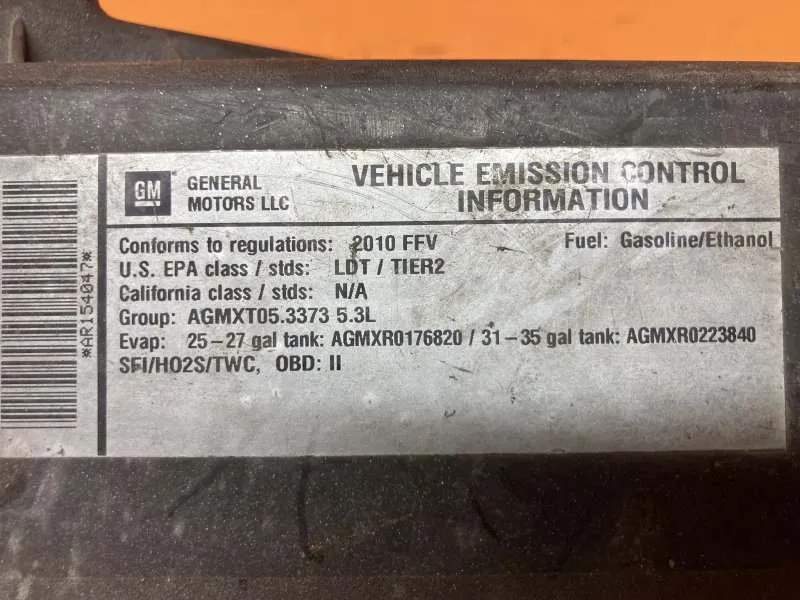 *AR154047*
GM
GENERAL
MOTORS LLC
VEHICLE EMISSION CONTROL
INFORMATION
Conforms to regulations: 2010 FFV Fuel: Gasoline/Ethanol
U.S. EPA class / stds: LDT / TIER2
California class / stds: N/A
Group: AGMXT05.3373 5.3L
Evap: 25-27 gal tank: AGMXR0176820 / 31-35 gal tank: AGMXR0223840
SFI/HO2S/TWC, OBD: II